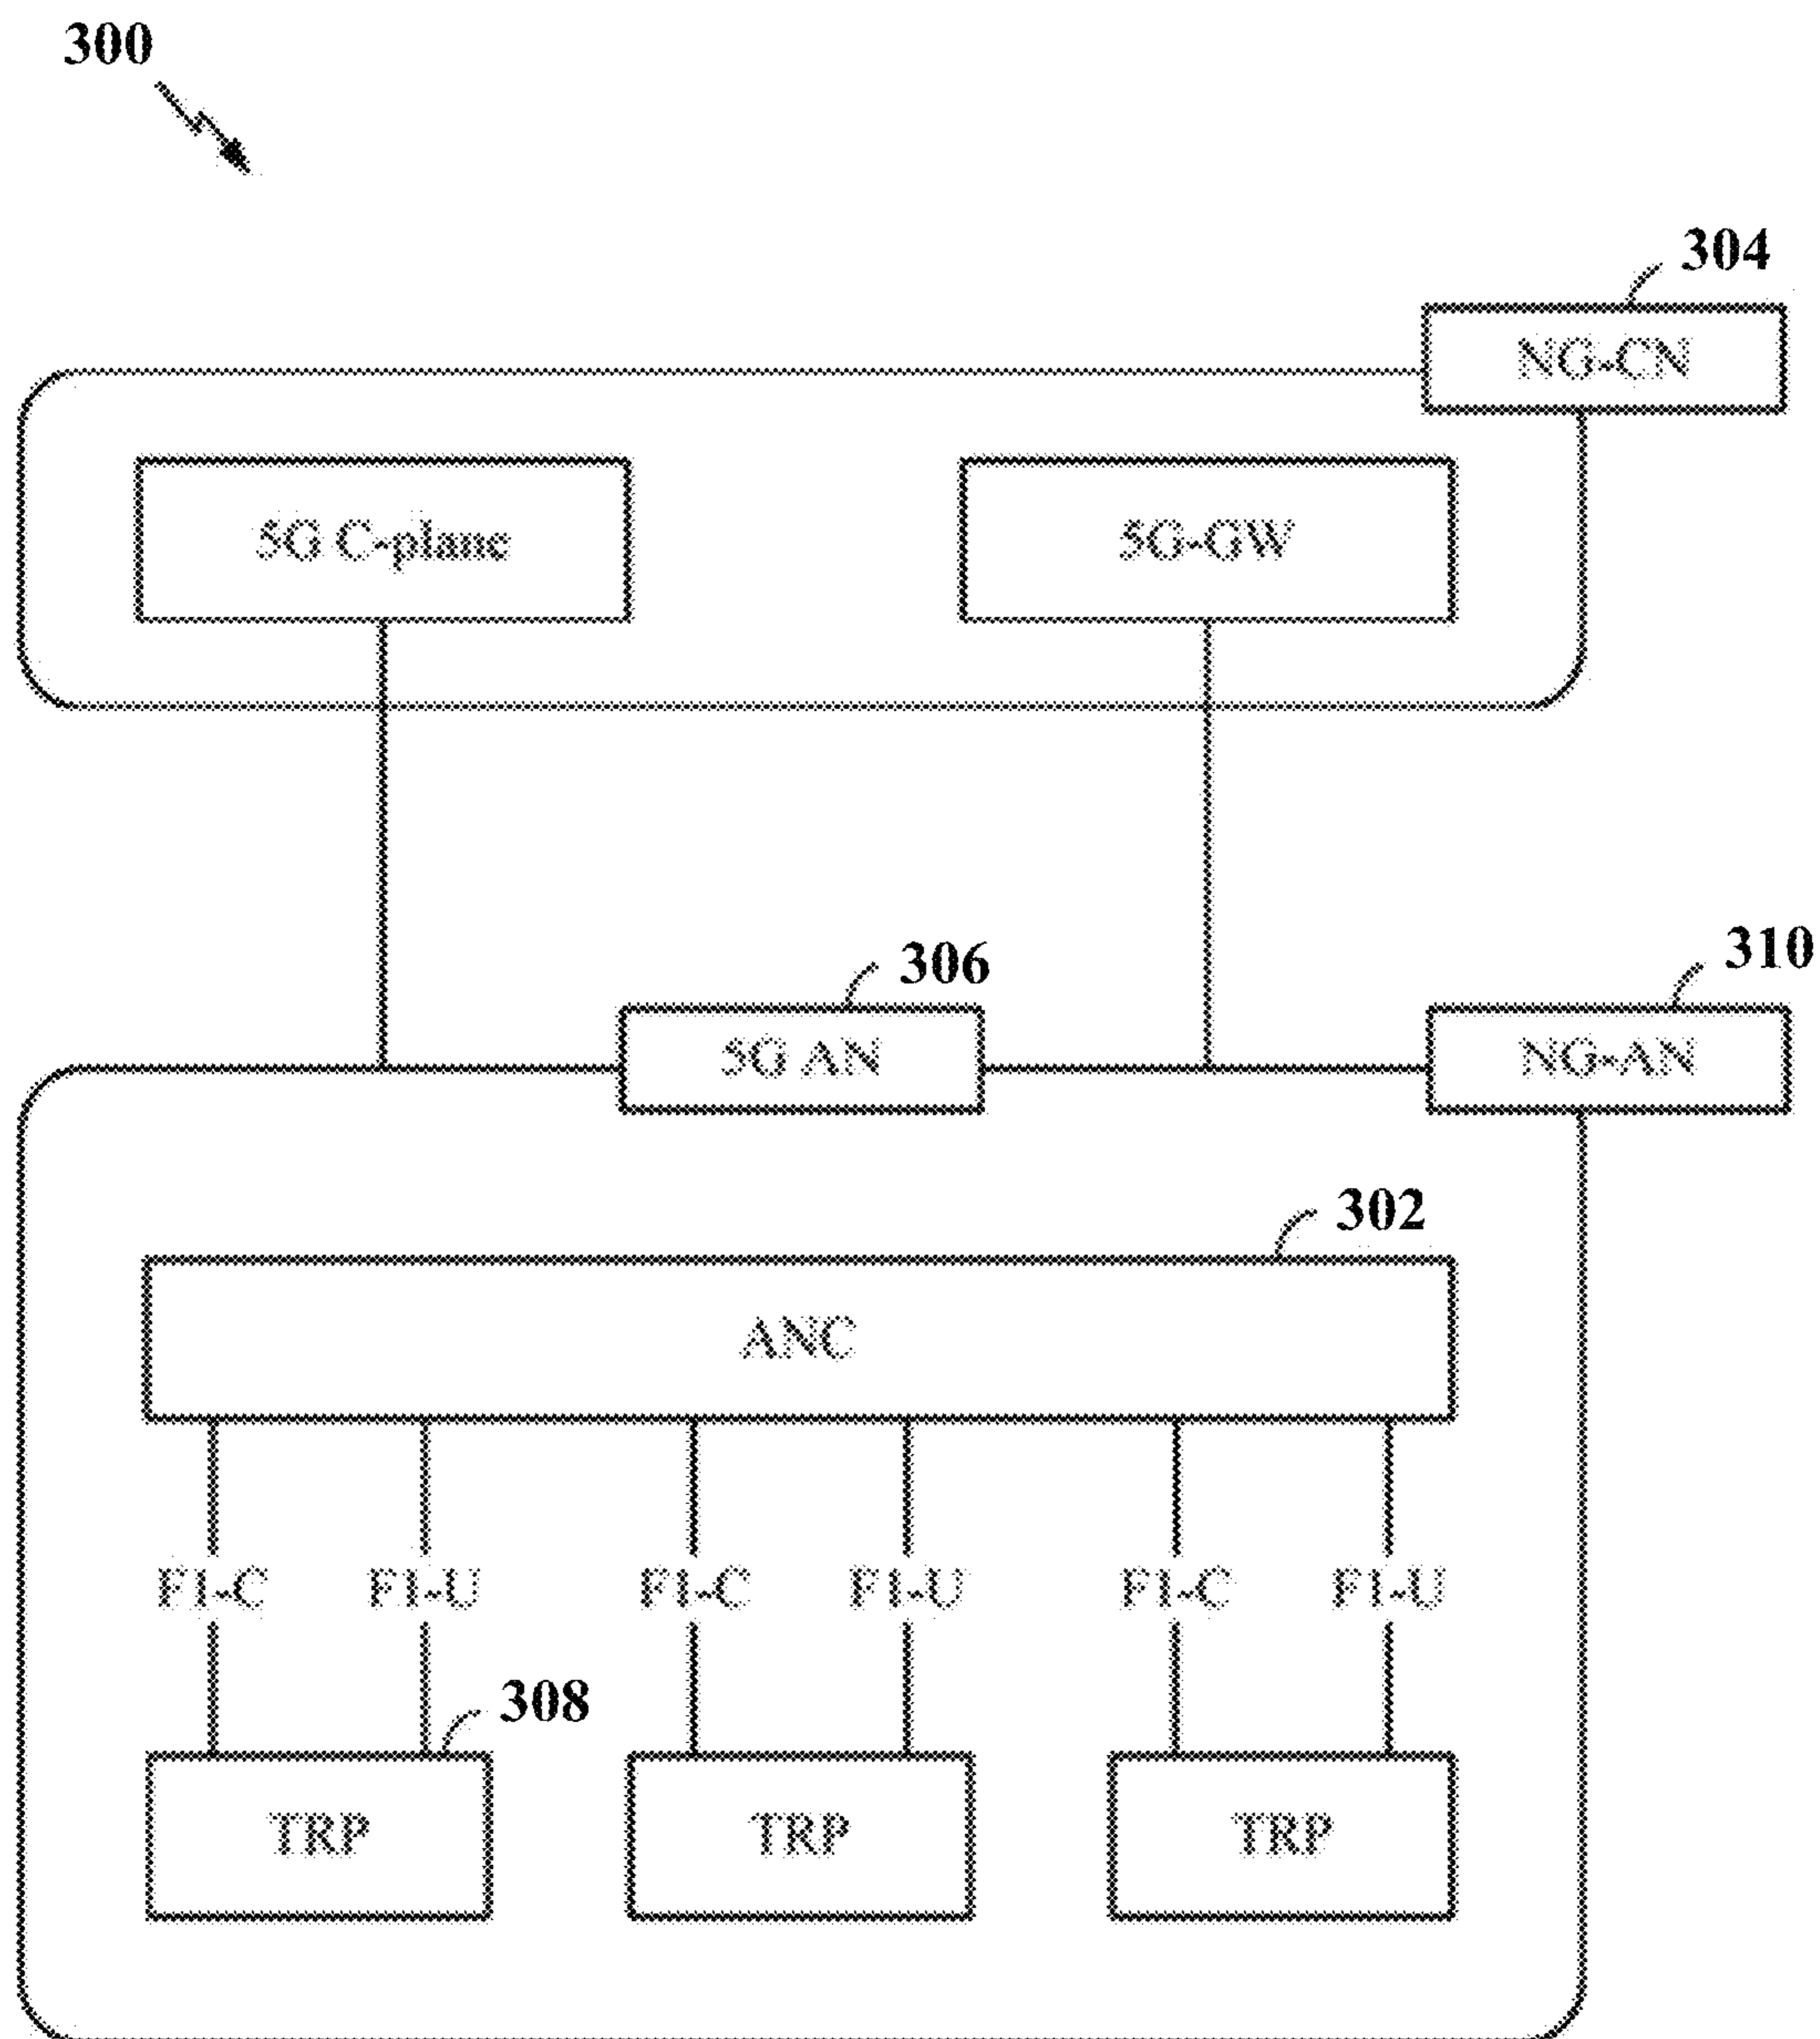 300
304
NG-CN
5G C-plane
5G-GW
306
310
5G AN
NG-AN
302
ANC
F1-C F1-U F1-C F1-U F1-C F1-U
308
TRP TRP TRP